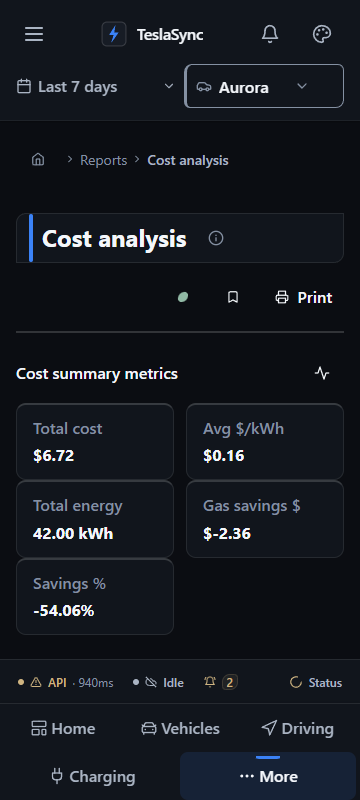 TeslaSync
Last 7 days
Aurora
Reports
Cost analysis
Cost analysis
Print
Cost summary metrics
Total cost
$6.72
Avg $/kWh
$0.16
Total energy
42.00 kWh
Gas savings $
$-2.36
Savings %
-54.06%
API · 940ms
Idle
2
Status
Home
Vehicles
Driving
Charging
More